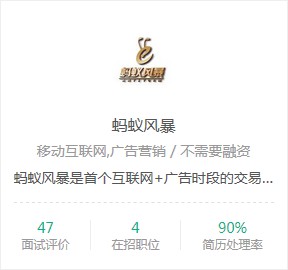 蚂蚁风暴
蚂蚁风暴
移动互联网,广告营销 / 不需要融资
蚂蚁风暴是首个互联网+广告时段的交易...
47
4
90%
面试评价
在招职位
简历处理率